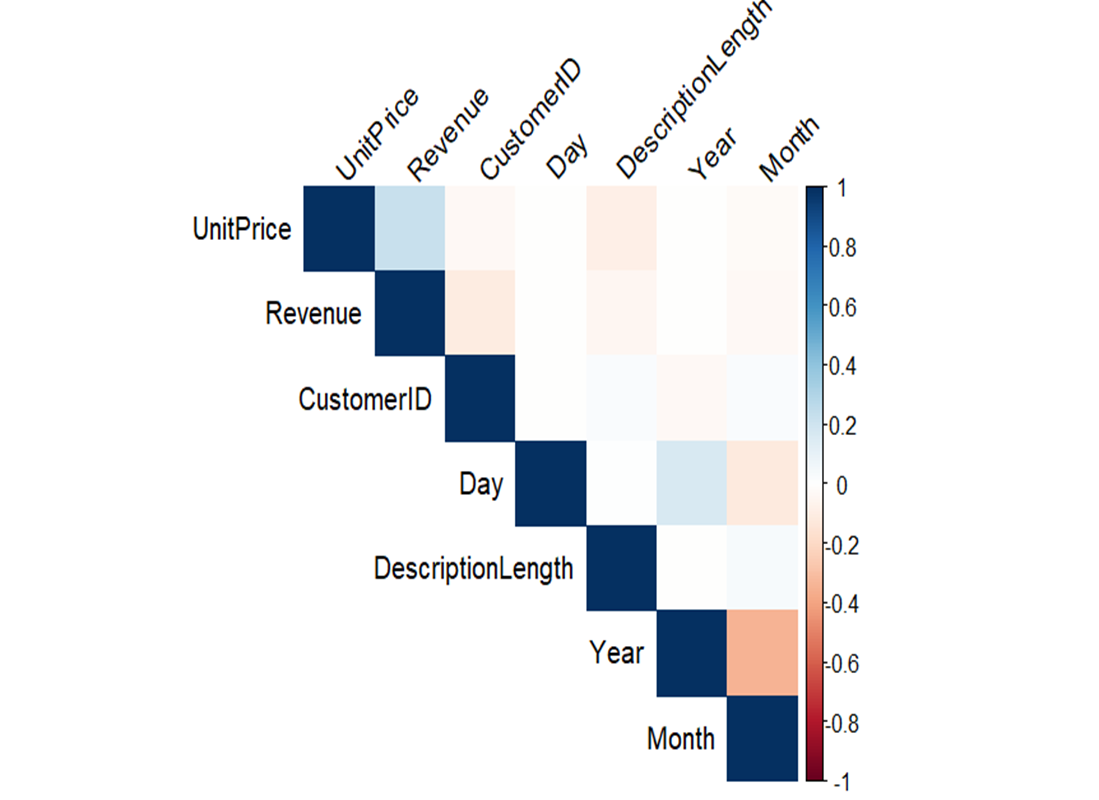 UnitPrice
Revenue
CustomerID
Day
DescriptionLength
Year
Month
UnitPrice
Revenue
CustomerID
Day
DescriptionLength
Year
Month
1
0.8
0.6
0.4
0.2
0
-0.2
-0.4
-0.6
-0.8
-1